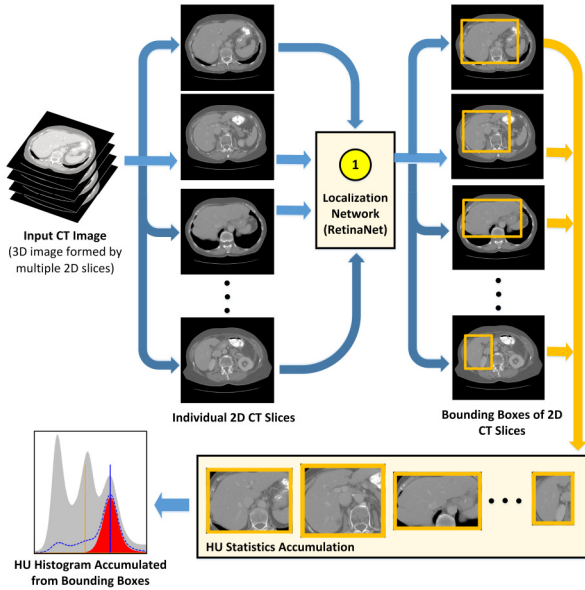 Input CT Image
(3D image formed by
multiple 2D slices)
Individual 2D CT Slices
1
Localization
Network
(RetinaNet)
Bounding Boxes of 2D
CT Slices
HU Statistics Accumulation
HU Histogram Accumulated
from Bounding Boxes